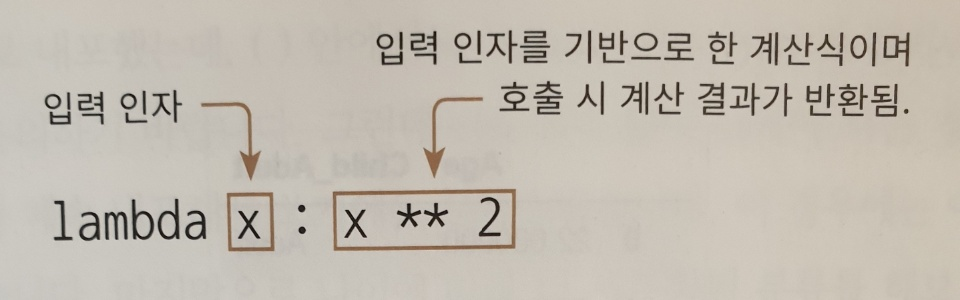 입력 인자를 기반으로 한 계산식이며
입력 인자
호출 시 계산 결과가 반환됨.
lambda x : x ** 2